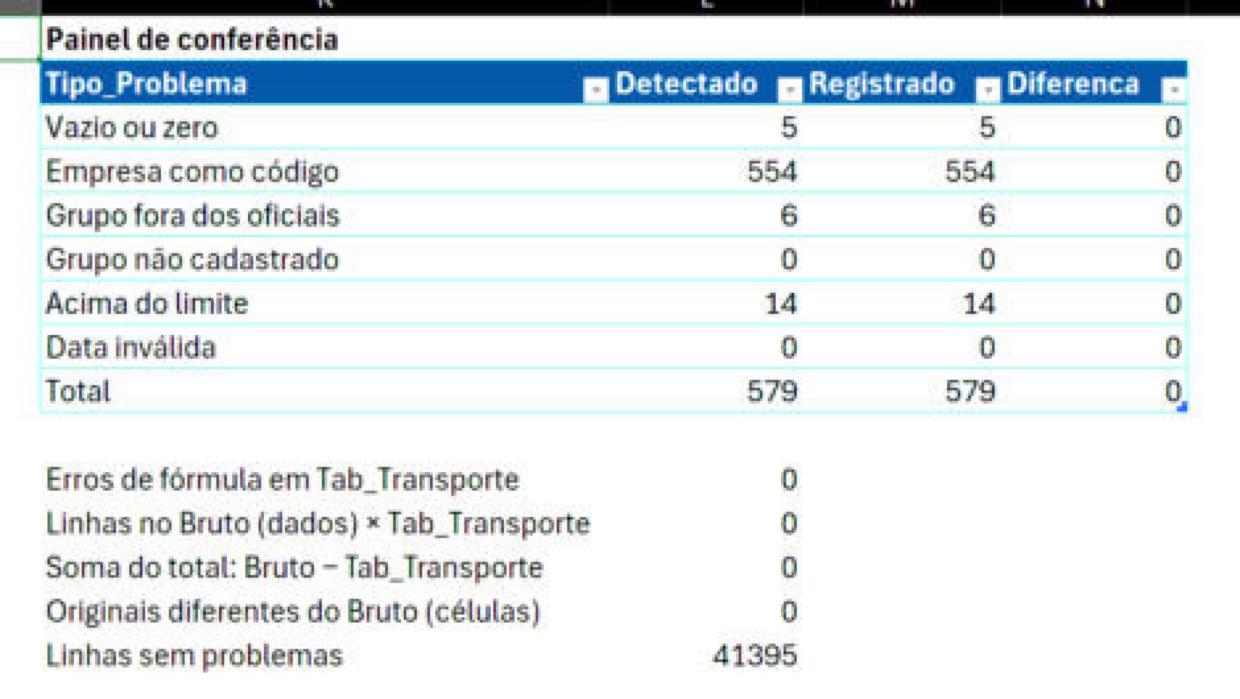 K L M N
Painel de conferência
Tipo_Problema Detectado Registrado Diferenca
Vazio ou zero 5 5 0
Empresa como código 554 554 0
Grupo fora dos oficiais 6 6 0
Grupo não cadastrado 0 0 0
Acima do limite 14 14 0
Data inválida 0 0 0
Total 579 579 0
Erros de fórmula em Tab_Transporte 0
Linhas no Bruto (dados) × Tab_Transporte 0
Soma do total: Bruto − Tab_Transporte 0
Originais diferentes do Bruto (células) 0
Linhas sem problemas 41395